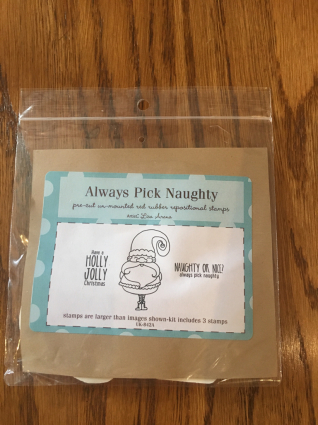 Always Pick Naughty
pre-cut un-mounted red rubber repositional stamps
Have a
HOLLY
JOLLY
Christmas
NAUGHTY OR NICE?
always pick naughty
stamps are larger than images shown-kit includes 3 stamps